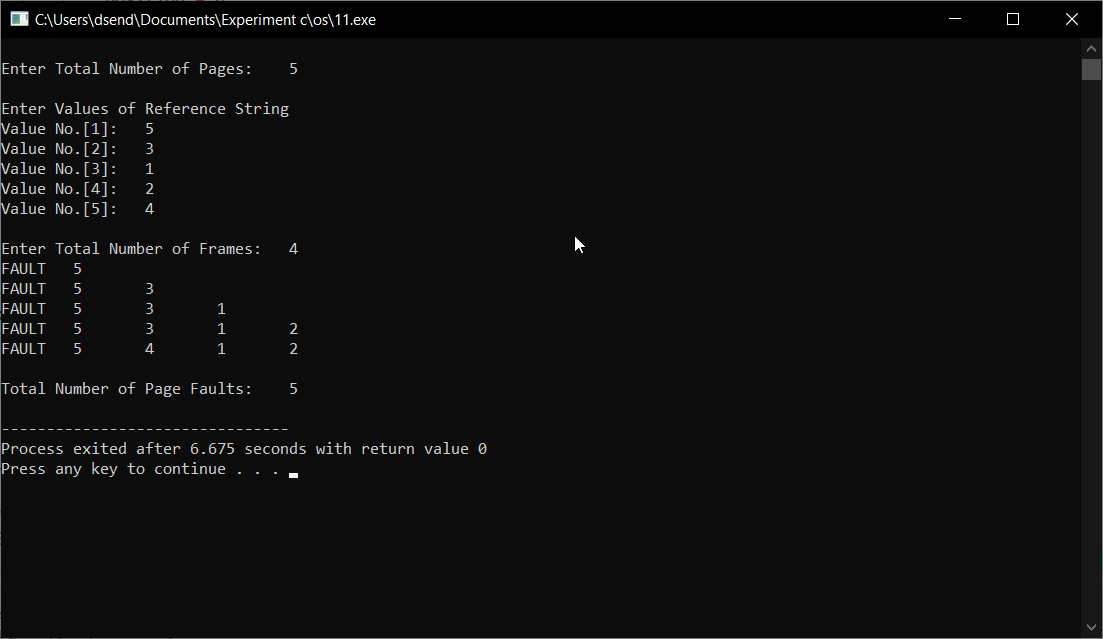 C:\Users\dsend\Documents\Experiment c\os\11.exe
Enter Total Number of Pages:    5
Enter Values of Reference String
Value No.[1]:   5
Value No.[2]:   3
Value No.[3]:   1
Value No.[4]:   2
Value No.[5]:   4
Enter Total Number of Frames:   4
FAULT   5
FAULT   5       3
FAULT   5       3       1
FAULT   5       3       1       2
FAULT   5       4       1       2
Total Number of Page Faults:    5
--------------------------------
Process exited after 6.675 seconds with return value 0
Press any key to continue . . .